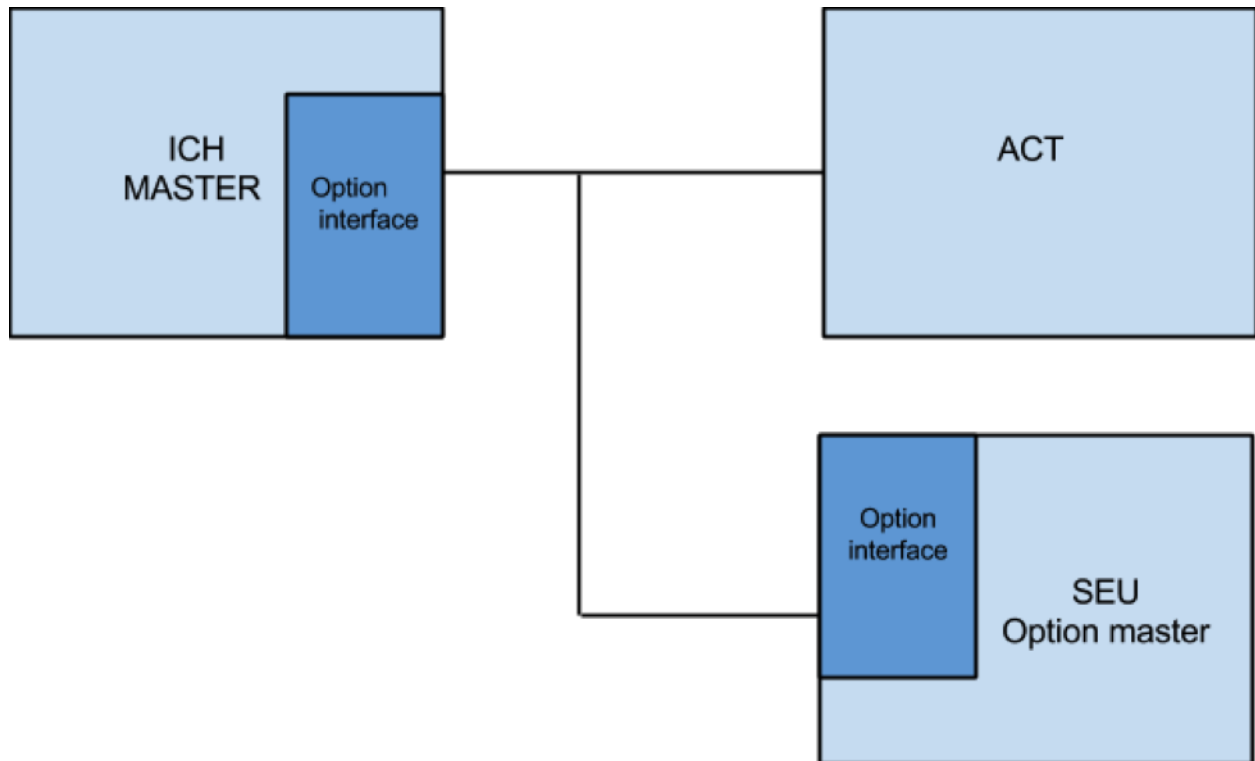 ICH
MASTER
Option
interface
ACT
Option
interface
SEU
Option master